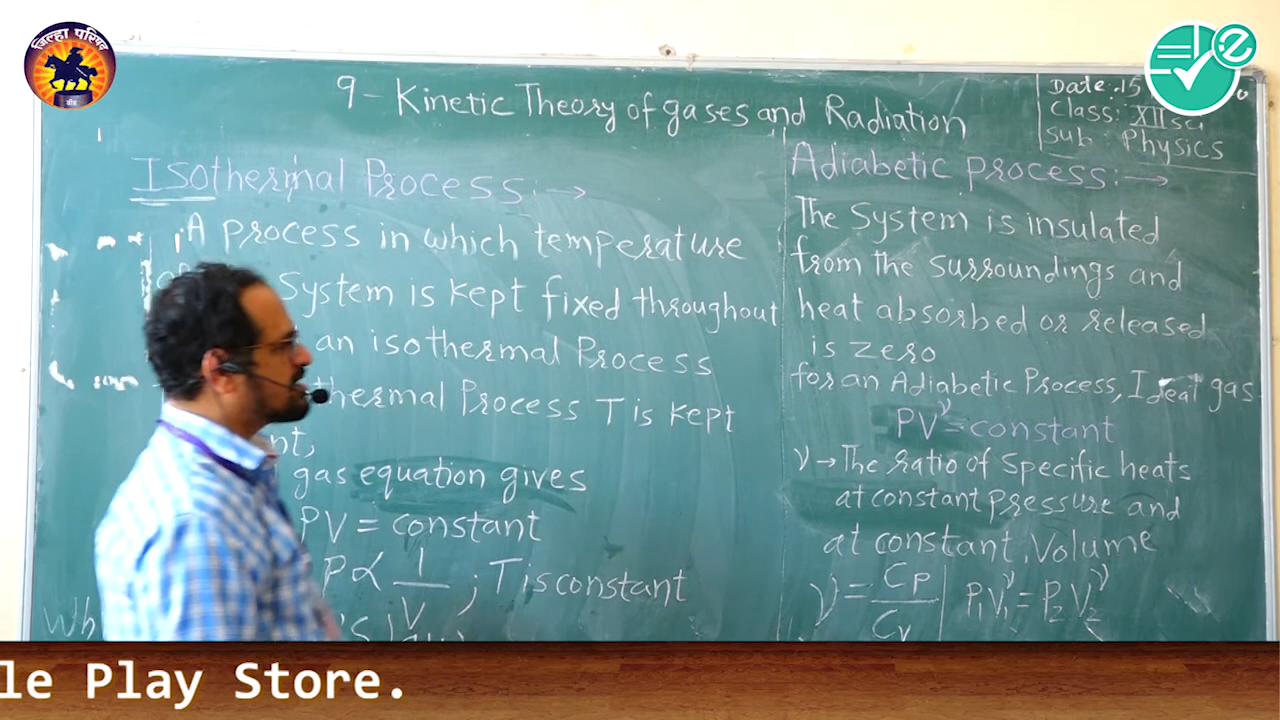 जिल्हा परिषद
बीड
9 - Kinetic Theory of gases and Radiation
Date: 15
Class: XII sci
Sub: Physics
Isothermal Process :- →
A process in which temperature
System is kept fixed throughout
an isothermal Process
thermal Process T is kept
nt,
gas equation gives
PV = constant
P ∝ 1/V ; T is constant
Wh
Adiabetic process :- →
The System is insulated
from the surroundings and
heat absorbed or released
is zero
for an Adiabetic Process, Ideal gas
PV^γ = constant
γ → The ratio of Specific heats
at constant pressure and
at constant, Volume
γ = Cp/Cv | P₁V₁^γ = P₂V₂^γ
le Play Store.